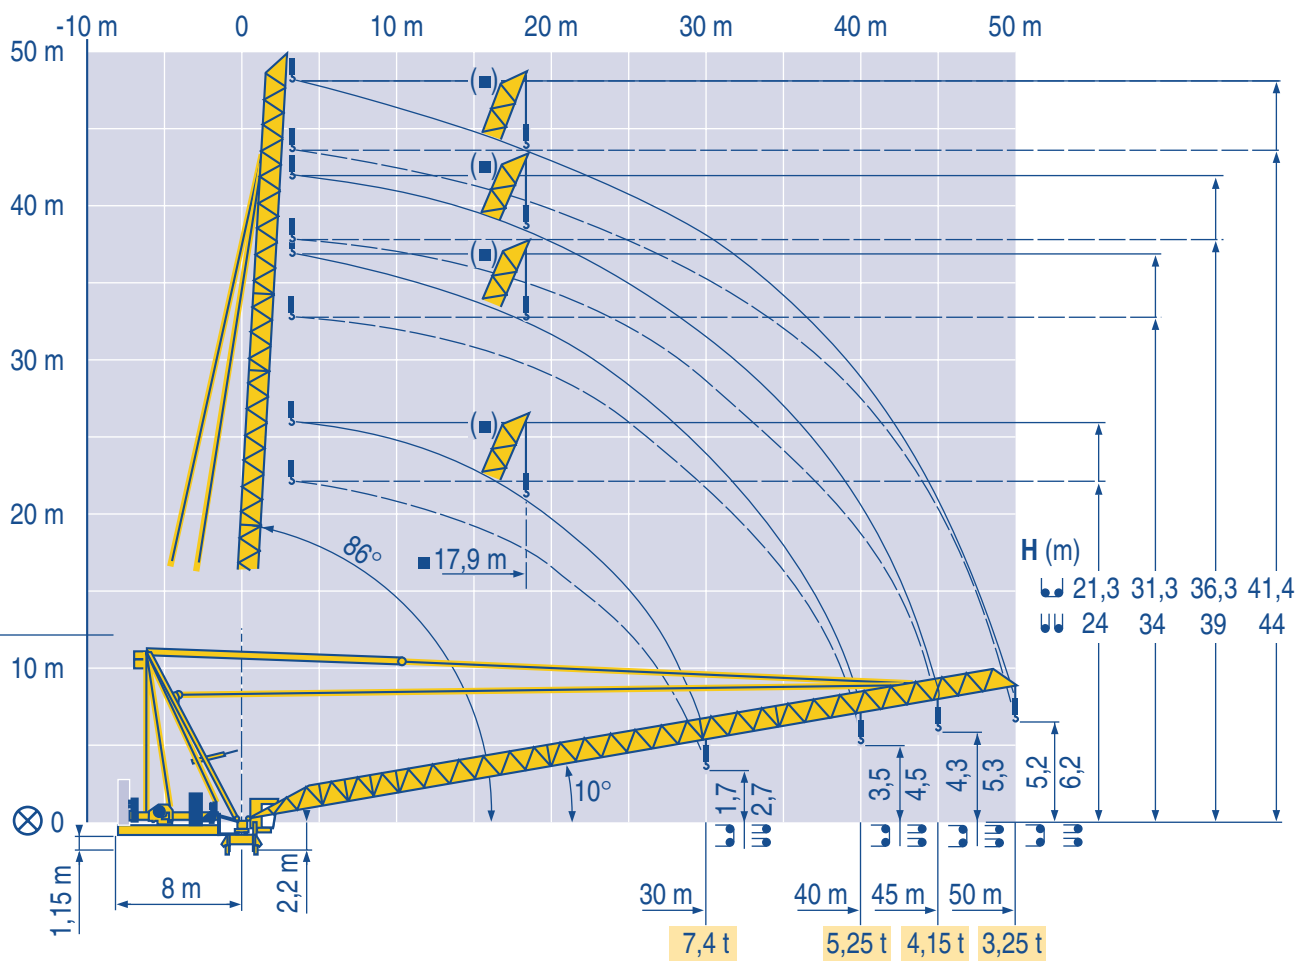 -10 m 0 10 m 20 m 30 m 40 m 50 m
50 m
(■)
(■)
40 m
(■)
30 m
(■)
20 m
86°
■ 17,9 m
H (m)
21,3 31,3 36,3 41,4
24 34 39 44
10 m
10°
1,7 2,7 3,5 4,5 4,3 5,3 5,2 6,2
0
1,15 m
8 m
2,2 m
30 m 40 m 45 m 50 m
7,4 t 5,25 t 4,15 t 3,25 t